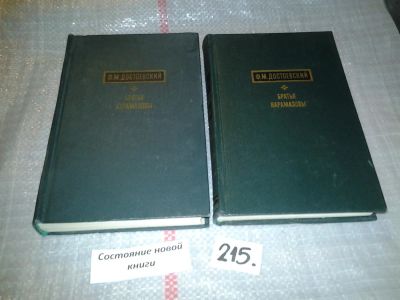 Ф.М.ДОСТОЕВСКИЙ
БРАТЬЯ
КАРАМАЗОВЫ
Ф.М.ДОСТОЕВСКИЙ
БРАТЬЯ
КАРАМАЗОВЫ
Состояние новой
книги
215.